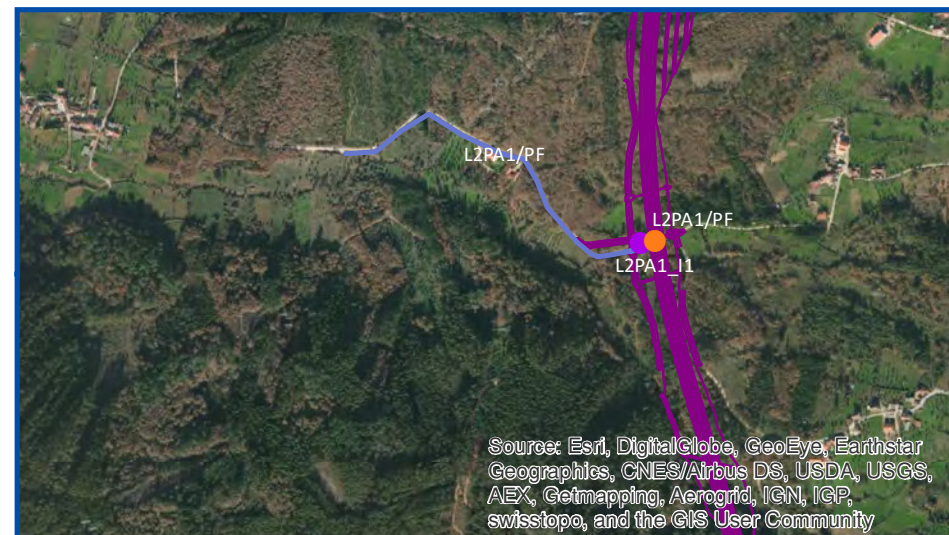 L2PA1/PF
L2PA1/PF
L2PA1_I1
Source: Esri, DigitalGlobe, GeoEye, Earthstar
Geographics, CNES/Airbus DS, USDA, USGS,
AEX, Getmapping, Aerogrid, IGN, IGP,
swisstopo, and the GIS User Community